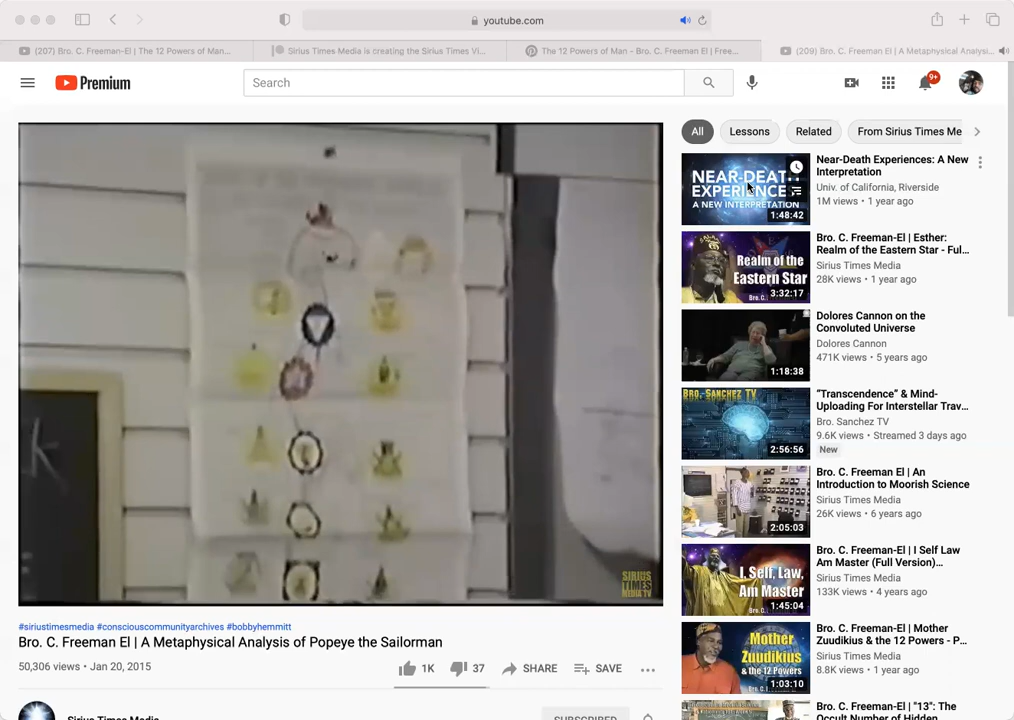 youtube.com
(207) Bro. C. Freeman-El | The 12 Powers of Man...
Sirius Times Media is creating the Sirius Times Vi...
The 12 Powers of Man - Bro. C. Freeman El | Free...
(209) Bro. C. Freeman El | A Metaphysical Analysi...
Premium
Search
9+
All
Lessons
Related
From Sirius Times Me
NEAR-DEATH
EXPERIENCES
A NEW INTERPRETATION
1:48:42
Near-Death Experiences: A New
Interpretation
Univ. of California, Riverside
1M views • 1 year ago
Realm of the
Eastern Star
Bro. C.
3:32:17
Bro. C. Freeman-El | Esther:
Realm of the Eastern Star - Ful...
Sirius Times Media
28K views • 1 year ago
1:18:38
Dolores Cannon on the
Convoluted Universe
Dolores Cannon
471K views • 5 years ago
BRO. SANCHEZ TV
2:56:56
“Transcendence” & Mind-
Uploading For Interstellar Trav...
Bro. Sanchez TV
9.6K views • Streamed 3 days ago
New
2:05:03
Bro. C. Freeman El | An
Introduction to Moorish Science
Sirius Times Media
26K views • 6 years ago
I, Self, Law,
Am Master
1:45:04
Bro. C. Freeman-El | I Self Law
Am Master (Full Version)...
Sirius Times Media
133K views • 4 years ago
Mother
Zuudikius
& the 12 Powers
Bro. C.
1:03:10
Bro. C. Freeman-El | Mother
Zuudikius & the 12 Powers - P...
Sirius Times Media
8.8K views • 1 year ago
Bro. C. Freeman-El | "13": The
Occult Number of Hidden
SIRIUS
TIMES
MEDIA TV
#siriustimesmedia #consciouscommunityarchives #bobbyhemmitt
Bro. C. Freeman El | A Metaphysical Analysis of Popeye the Sailorman
50,306 views • Jan 20, 2015
1K
37
SHARE
SAVE
Sirius Times Media
SUBSCRIBED